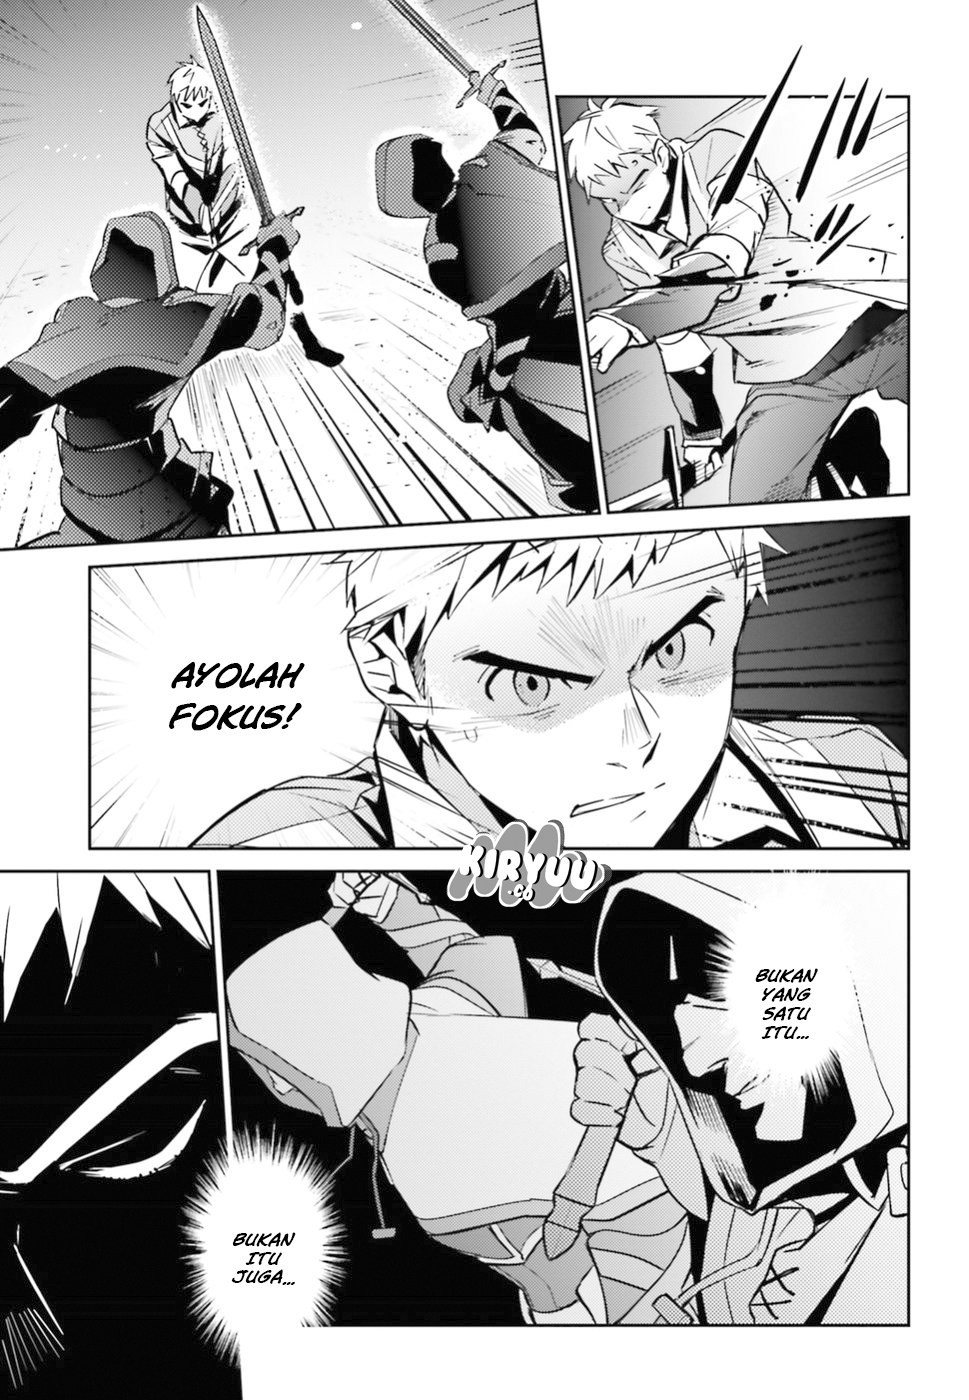 AYOLAH
FOKUS!
KIRYUU
.CO
BUKAN
YANG
SATU
ITU...
BUKAN
ITU
JUGA...